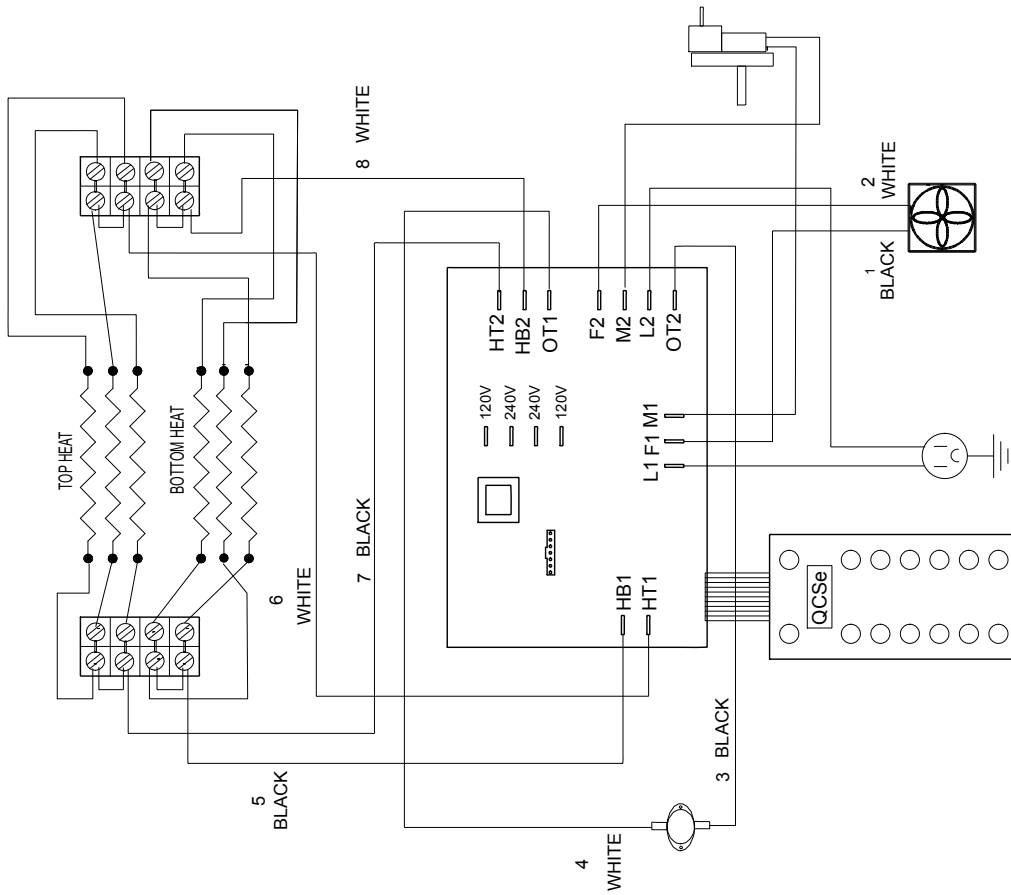 8 WHITE
TOP HEAT
BOTTOM HEAT
6
WHITE
7 BLACK
5
BLACK
4
WHITE
3 BLACK
2
WHITE
1
BLACK
HT2
HB2
OT1
F2
M2
L2
OT2
120V
240V
240V
120V
L1 F1 M1
HB1
HT1
QCSe